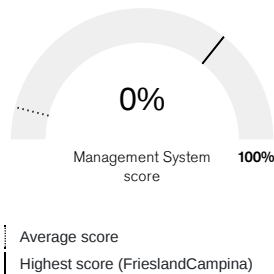 0%
Management System
score
100%
Average score
Highest score (FrieslandCampina)